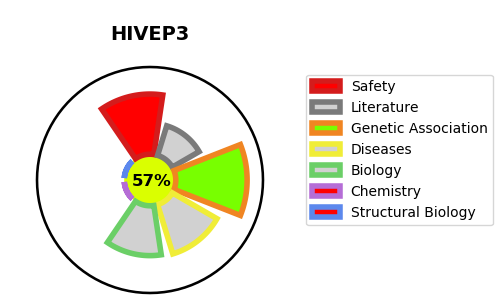 HIVEP3
57%
Safety
Literature
Genetic Association
Diseases
Biology
Chemistry
Structural Biology